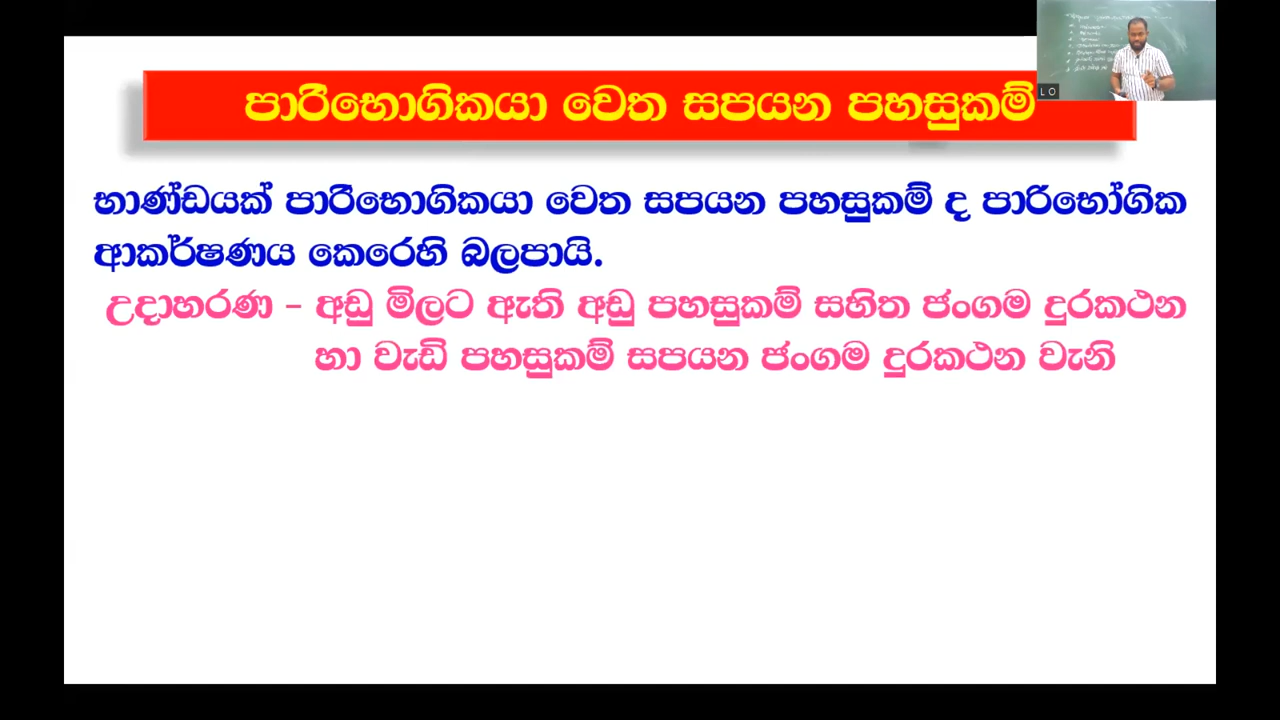 පාරිභොගිකයා වෙත සපයන පහසුකම්
භාණ්ඩයක් පාරිභොගිකයා වෙත සපයන පහසුකම් ද පාරිභෝගික
ආකර්ෂණය කෙරෙහි බලපායි.
උදාහරණ – අඩු මිලට ඇති අඩු පහසුකම් සහිත ජංගම දුරකථන
හා වැඩි පහසුකම් සපයන ජංගම දුරකථන වැනි
L O